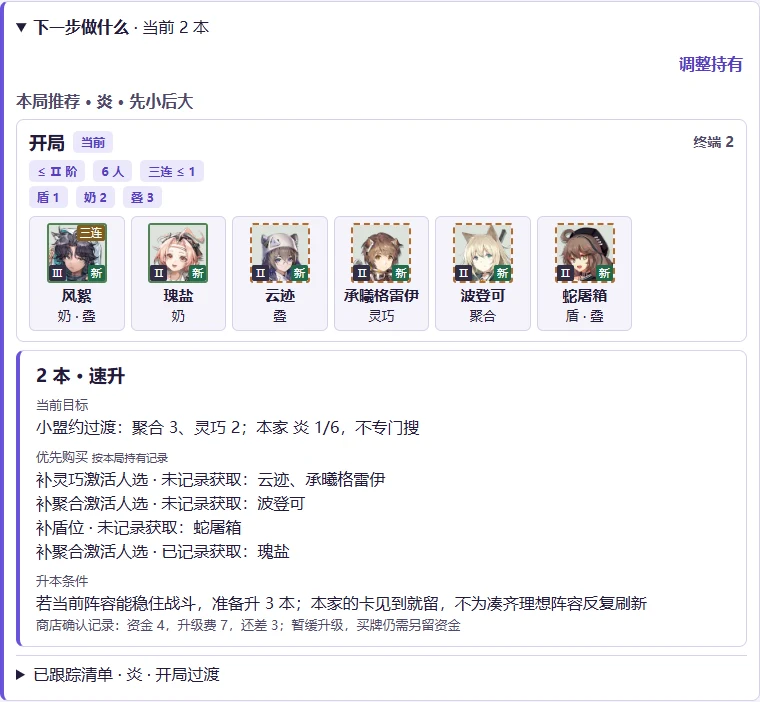 ▼ 下一步做什么 · 当前 2 本
调整持有
本局推荐 • 炎 • 先小后大
开局 当前 终端 2
≤ Ⅱ 阶 6 人 三连 ≤ 1
盾 1 奶 2 叠 3
三连
Ⅲ 新 Ⅱ 新 Ⅱ 新 Ⅱ 新 Ⅱ 新 Ⅱ 新
风絮 瑰盐 云迹 承曦格雷伊 波登可 蛇屠箱
奶 · 叠 奶 叠 灵巧 聚合 盾 · 叠
2 本 • 速升
当前目标
小盟约过渡：聚合 3、灵巧 2；本家 炎 1/6，不专门搜
优先购买 按本局持有记录
补灵巧激活人选 · 未记录获取：云迹、承曦格雷伊
补聚合激活人选 · 未记录获取：波登可
补盾位 · 未记录获取：蛇屠箱
补聚合激活人选 · 已记录获取：瑰盐
升本条件
若当前阵容能稳住战斗，准备升 3 本；本家的卡见到就留，不为凑齐理想阵容反复刷新
商店确认记录：资金 4，升级费 7，还差 3；暂缓升级，买牌仍需另留资金
▶ 已跟踪清单 · 炎 · 开局过渡